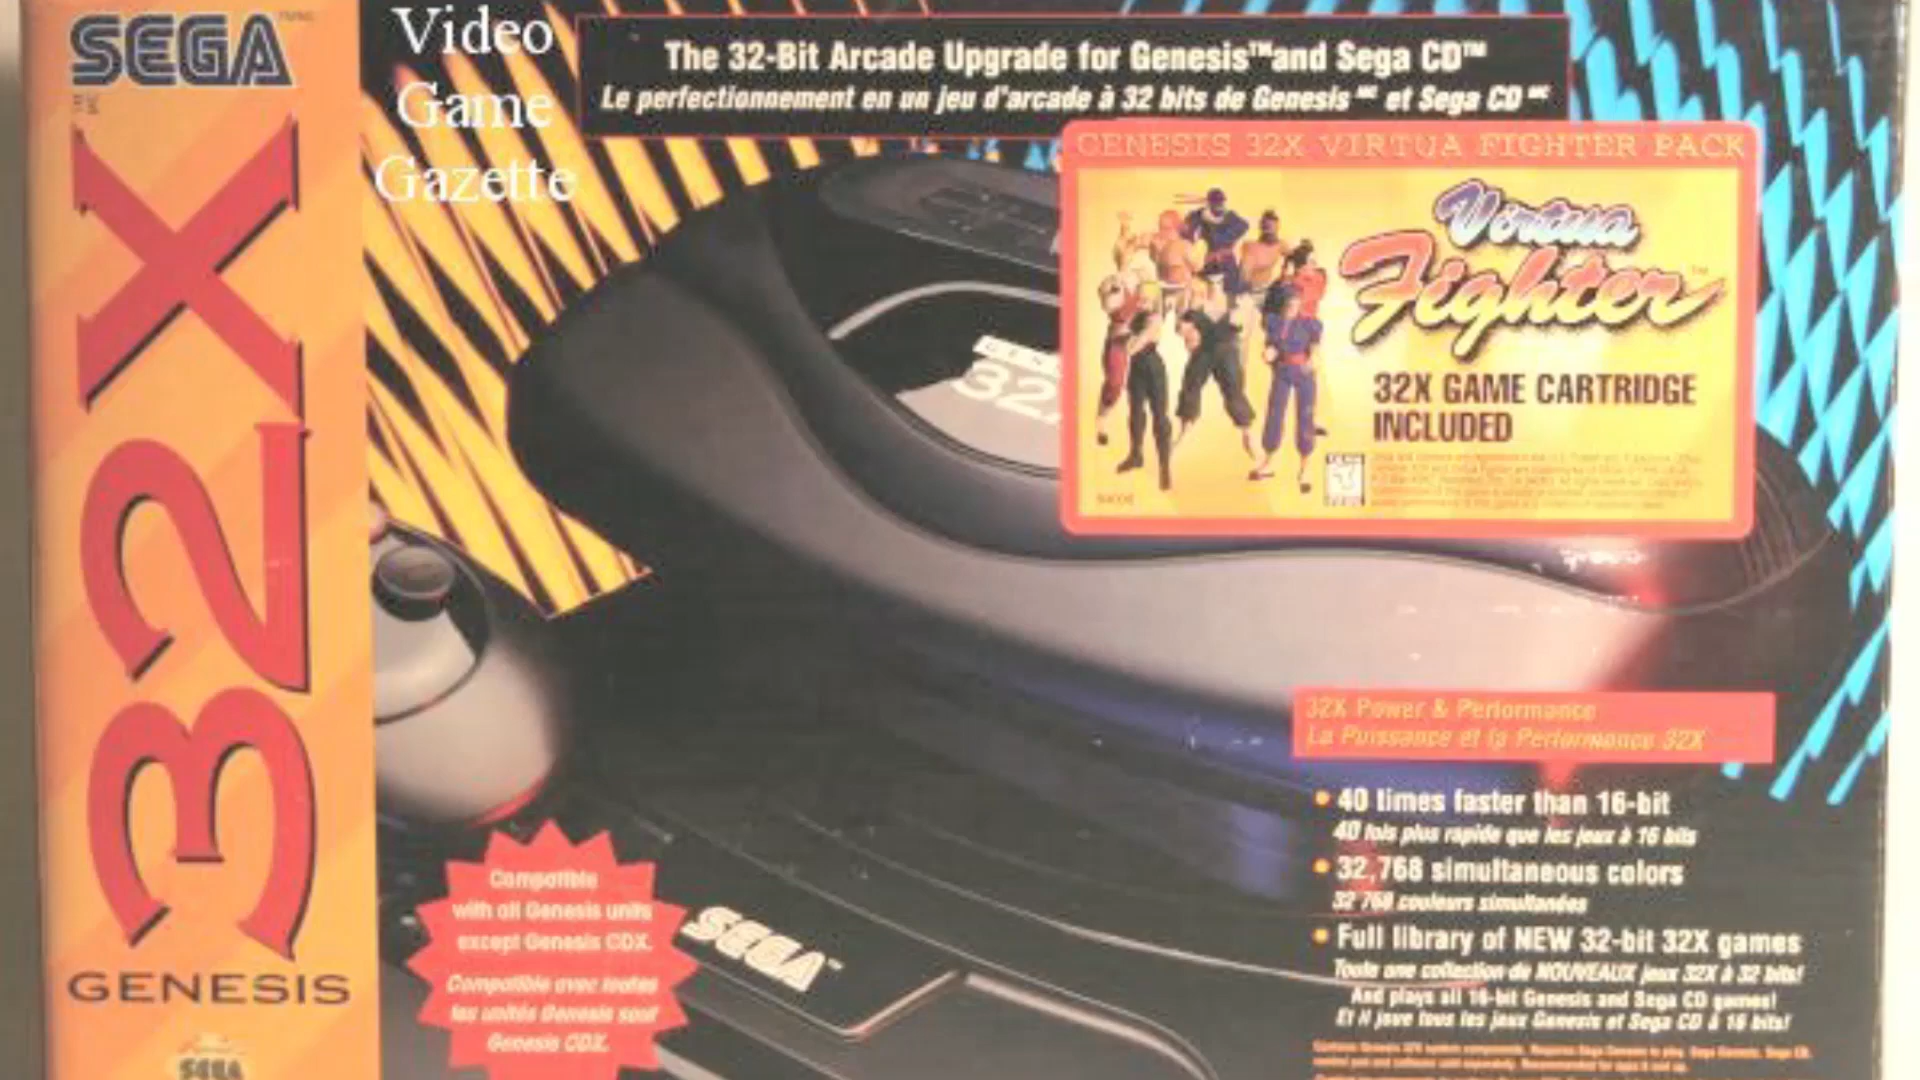 SEGA
32X
GENESIS
SEGA
Video
Game
Gazette
The 32-Bit Arcade Upgrade for Genesis™and Sega CD™
Le perfectionnement en un jeu d'arcade à 32 bits de Genesis MC et Sega CD MC
GENESIS 32X VIRTUA FIGHTER PACK
Virtua
Fighter™
32X GAME CARTRIDGE
INCLUDED
32X
32X Power & Performance
La Puissance et la Performance 32X
• 40 times faster than 16-bit
40 fois plus rapide que les jeux à 16 bits
• 32,768 simultaneous colors
32 768 couleurs simultanées
• Full library of NEW 32-bit 32X games
Toute une collection de NOUVEAUX jeux 32X à 32 bits!
And plays all 16-bit Genesis and Sega CD games!
Et il joue tous les jeux Genesis et Sega CD à 16 bits!
Compatible
with all Genesis units
except Genesis CDX.
Compatible avec toutes
les unités Genesis sauf
Genesis CDX.
SEGA™